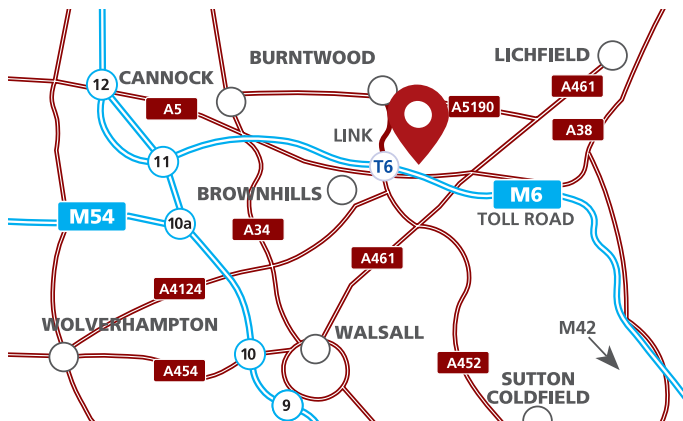 BURNTWOOD
LICHFIELD
12
CANNOCK
A461
A5
A5190
A38
LINK
11
T6
BROWNHILLS
M6
TOLL ROAD
M54
10a
A34
A461
A4124
WOLVERHAMPTON
WALSALL
M42
10
A454
A452
SUTTON
COLDFIELD
9